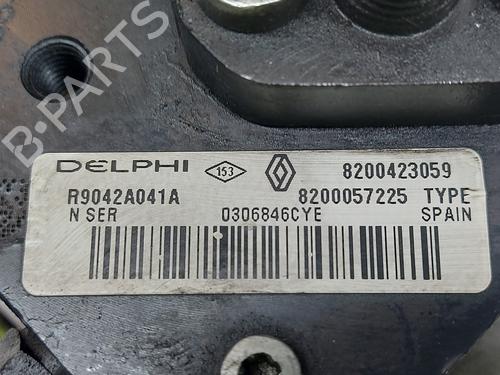 B-PARTS
DELPHI 153 8200423059
R9042A041A 8200057225 TYPE
N SER 0306846CYE SPAIN